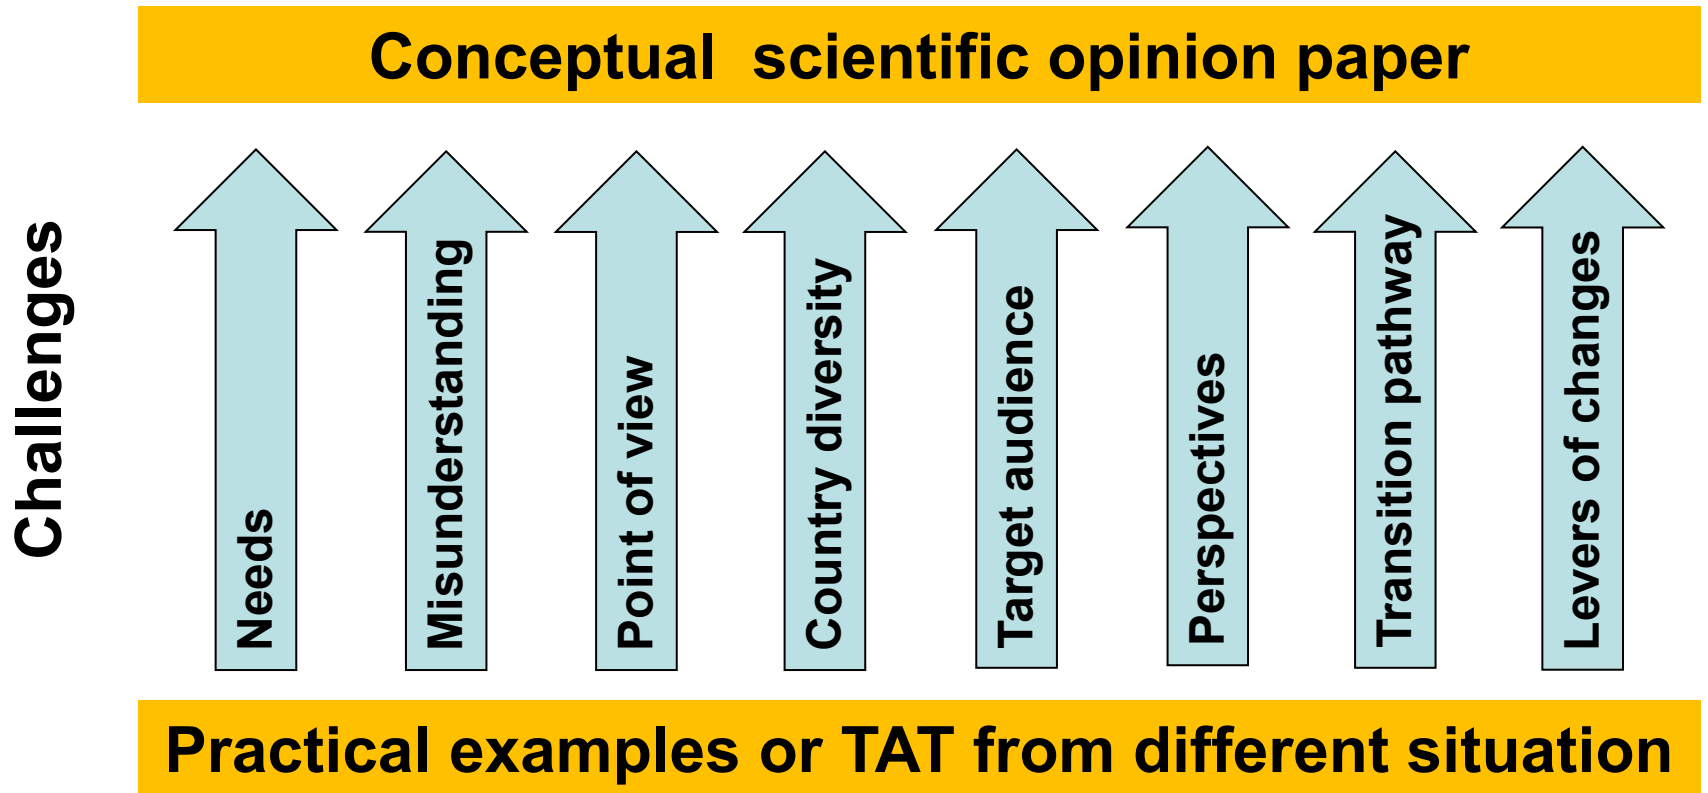 Conceptual  scientific opinion paper
Challenges
Needs
Misunderstanding
Point of view
Country diversity
Target audience
Perspectives
Transition pathway
Levers of changes
Practical examples or TAT from different situation